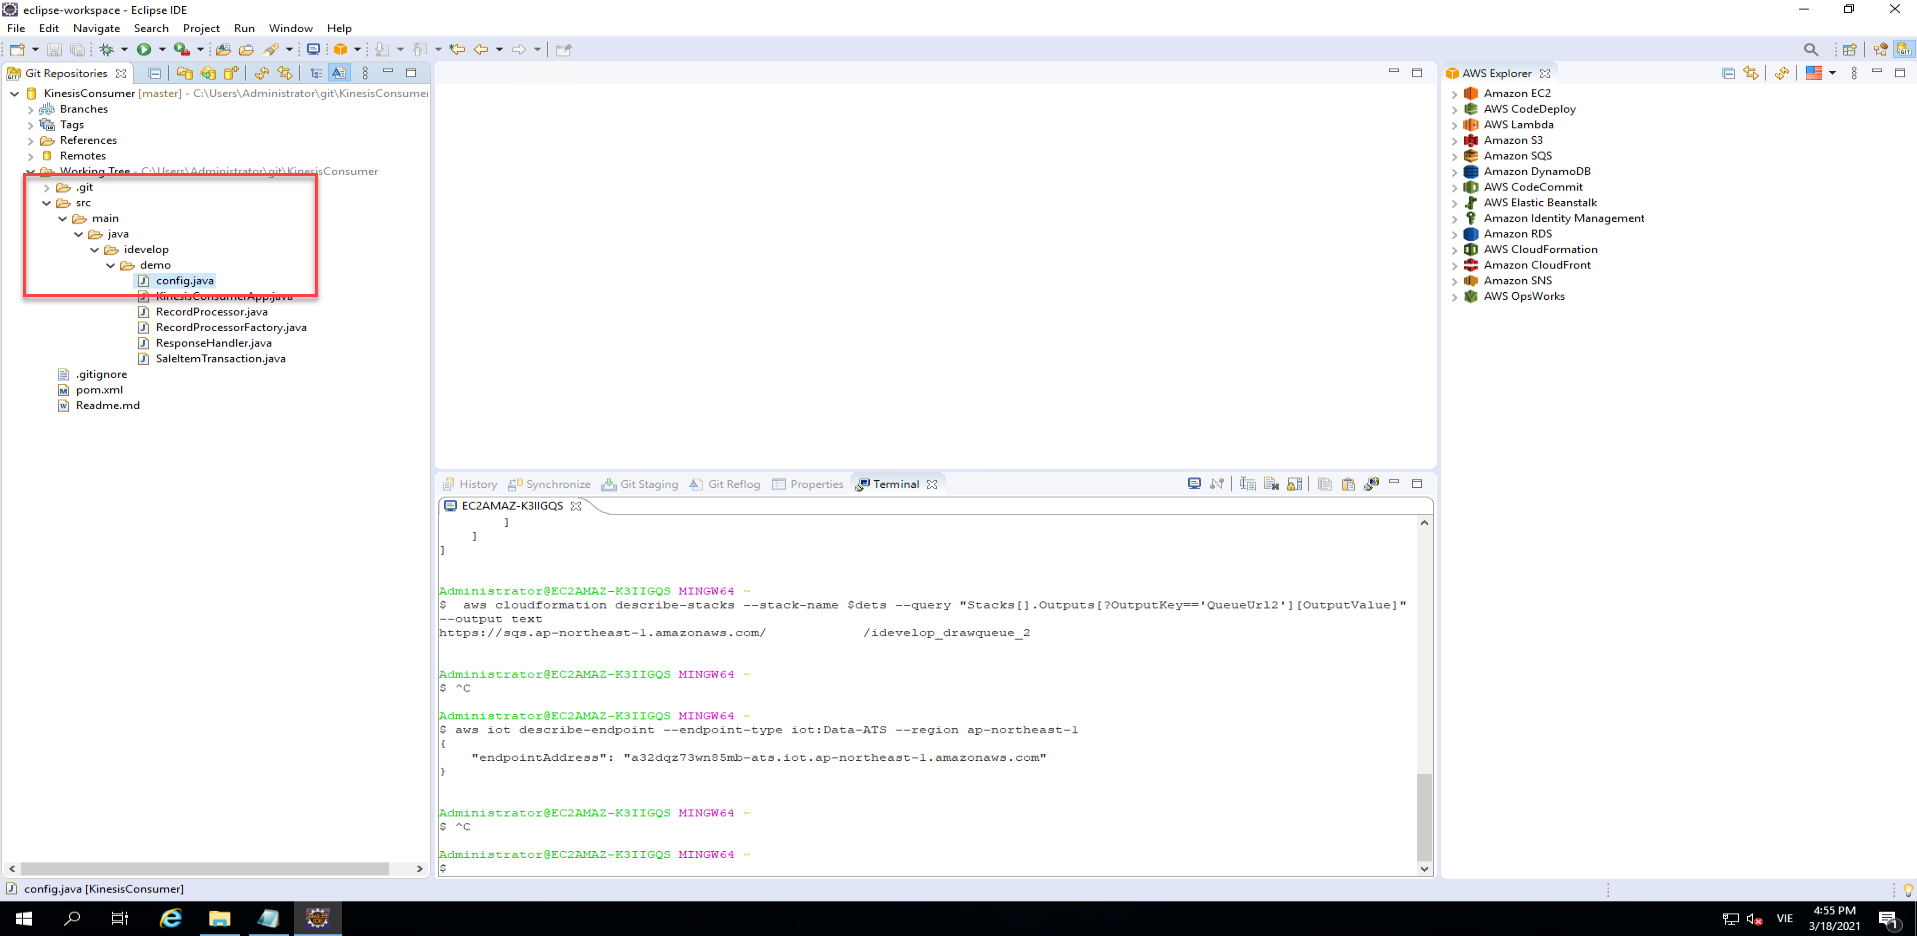 eclipse-workspace - Eclipse IDE
File Edit Navigate Search Project Run Window Help
Git Repositories
KinesisConsumer [master] - C:\Users\Administrator\git\KinesisConsumer
Branches
Tags
References
Remotes
Working Tree - C:\Users\Administrator\git\KinesisConsumer
.git
src
main
java
idevelop
demo
config.java
KinesisConsumerApp.java
RecordProcessor.java
RecordProcessorFactory.java
ResponseHandler.java
SaleItemTransaction.java
.gitignore
pom.xml
Readme.md
History Synchronize Git Staging Git Reflog Properties Terminal
EC2AMAZ-K3IIGQS
]
]
]
Administrator@EC2AMAZ-K3IIGQS MINGW64 ~
$ aws cloudformation describe-stacks --stack-name $dets --query "Stacks[].Outputs[?OutputKey=='QueueUrl2'][OutputValue]"
--output text
https://sqs.ap-northeast-1.amazonaws.com/ /idevelop_drawqueue_2
Administrator@EC2AMAZ-K3IIGQS MINGW64 ~
$ ^C
Administrator@EC2AMAZ-K3IIGQS MINGW64 ~
$ aws iot describe-endpoint --endpoint-type iot:Data-ATS --region ap-northeast-1
{
"endpointAddress": "a32dqz73wn85mb-ats.iot.ap-northeast-1.amazonaws.com"
}
Administrator@EC2AMAZ-K3IIGQS MINGW64 ~
$ ^C
Administrator@EC2AMAZ-K3IIGQS MINGW64 ~
$
AWS Explorer
Amazon EC2
AWS CodeDeploy
AWS Lambda
Amazon S3
Amazon SQS
Amazon DynamoDB
AWS CodeCommit
AWS Elastic Beanstalk
Amazon Identity Management
Amazon RDS
AWS CloudFormation
Amazon CloudFront
Amazon SNS
AWS OpsWorks
config.java [KinesisConsumer]
VIE
4:55 PM
3/18/2021
1